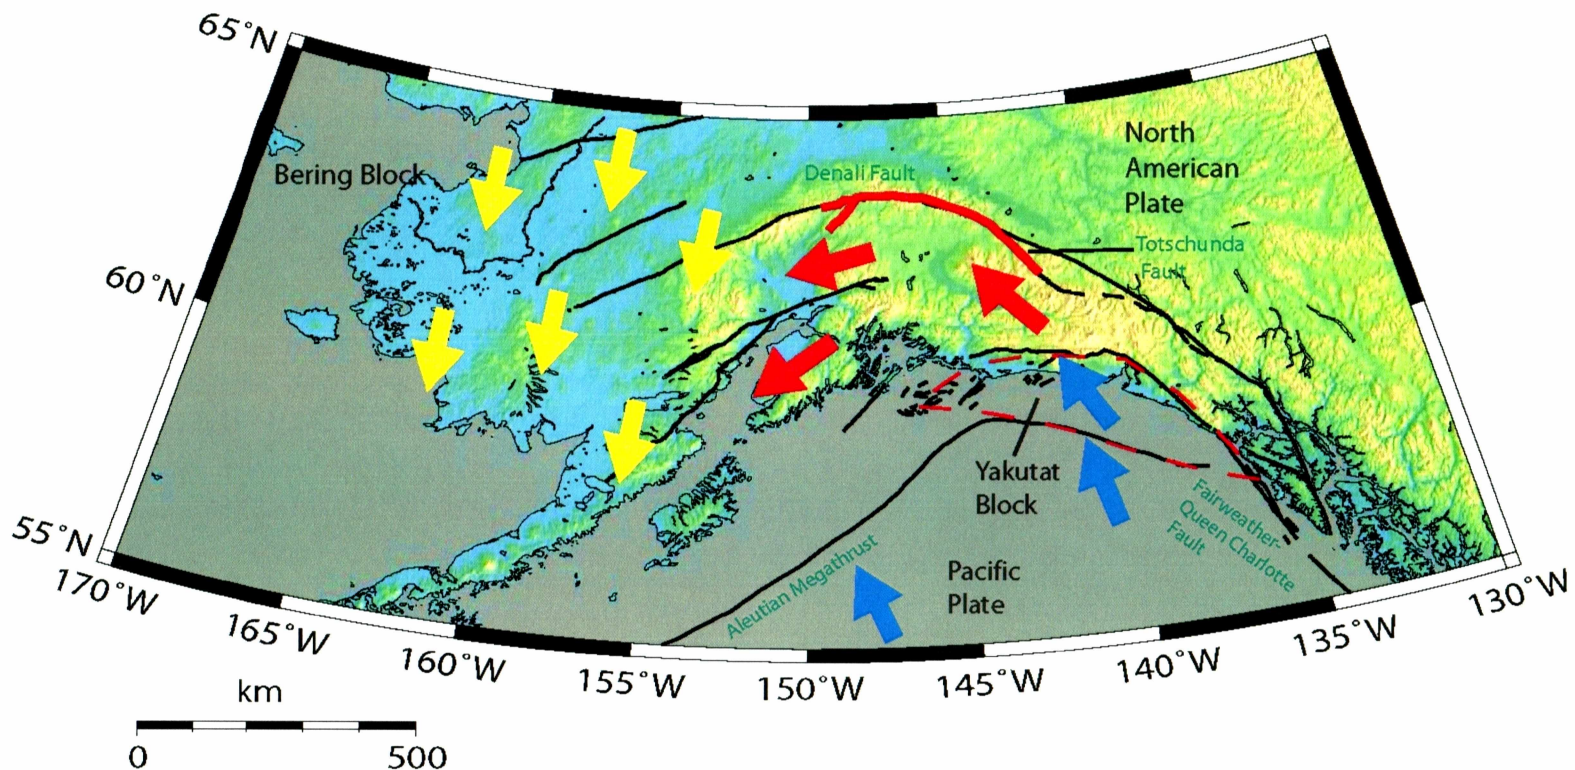 65°N
North
American
Plate
Bering Block
Denali Fault
Totschunda
Fault
60°N
Yakutat
Block
Fairweather-
Queen Charlotte
Fault
55°N
Aleutian Megathrust
Pacific
Plate
170°W
165°W
160°W
155°W
150°W
145°W
140°W
135°W
130°W
km
0
500